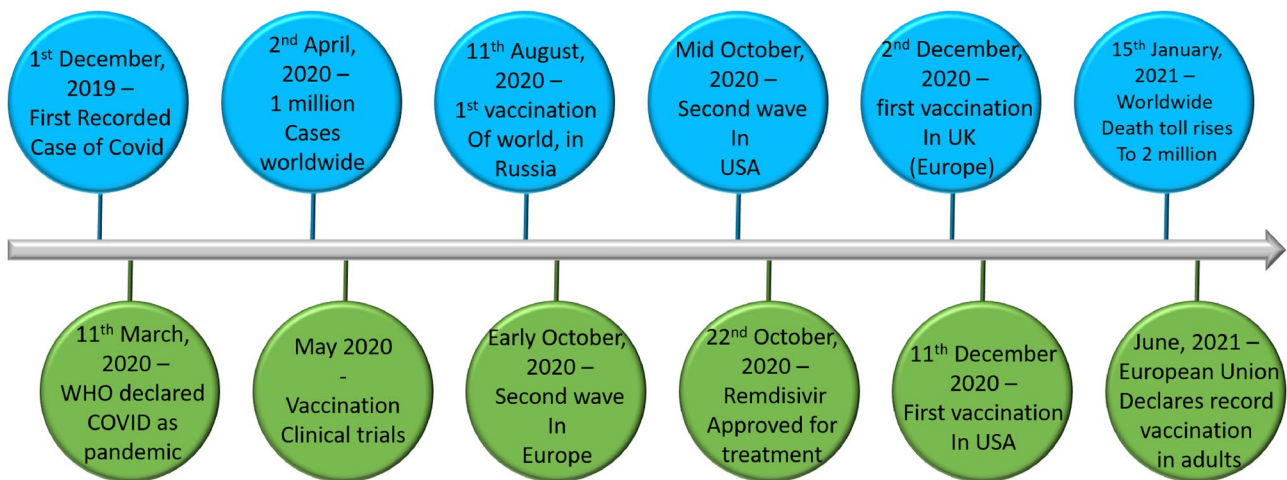 1st December,
2019 –
First Recorded
Case of Covid
2nd April,
2020 –
1 million
Cases
worldwide
11th August,
2020 –
1st vaccination
Of world, in
Russia
Mid October,
2020 –
Second wave
In
USA
2nd December,
2020 –
first vaccination
In UK
(Europe)
15th January,
2021 –
Worldwide
Death toll rises
To 2 million
11th March,
2020 –
WHO declared
COVID as
pandemic
May 2020
-
Vaccination
Clinical trials
Early October,
2020 –
Second wave
In
Europe
22nd October,
2020 –
Remdisivir
Approved for
treatment
11th December
2020 –
First vaccination
In USA
June, 2021 –
European Union
Declares record
vaccination
in adults